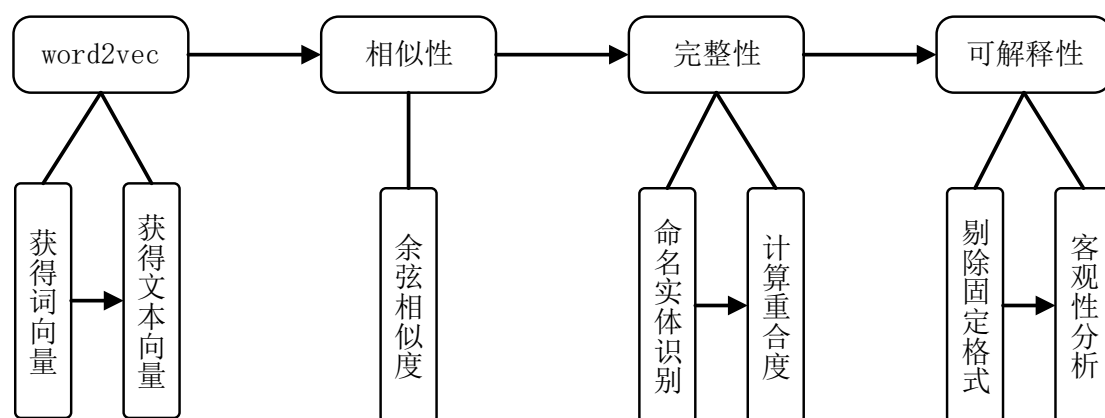 word2vec
相似性
完整性
可解释性
获得词向量
获得文本向量
余弦相似度
命名实体识别
计算重合度
剔除固定格式
客观性分析